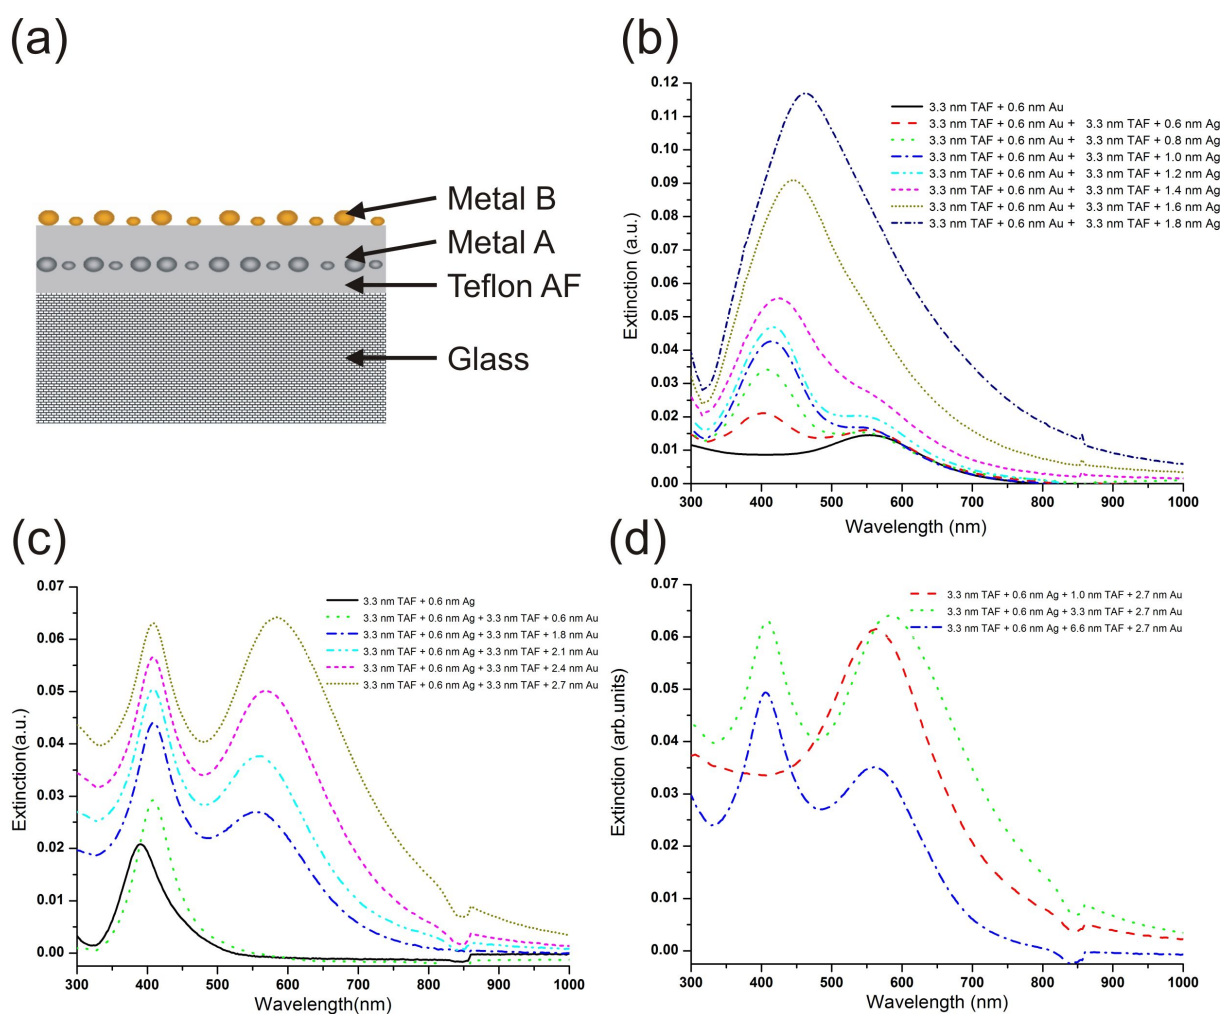 (a)
Metal B
Metal A
Teflon AF
Glass
(b)
0.12
0.11
0.10
0.09
0.08
0.07
0.06
0.05
0.04
0.03
0.02
0.01
0.00
Extinction (a.u.)
3.3 nm TAF + 0.6 nm Au
3.3 nm TAF + 0.6 nm Au + 3.3 nm TAF + 0.6 nm Ag
3.3 nm TAF + 0.6 nm Au + 3.3 nm TAF + 0.8 nm Ag
3.3 nm TAF + 0.6 nm Au + 3.3 nm TAF + 1.0 nm Ag
3.3 nm TAF + 0.6 nm Au + 3.3 nm TAF + 1.2 nm Ag
3.3 nm TAF + 0.6 nm Au + 3.3 nm TAF + 1.4 nm Ag
3.3 nm TAF + 0.6 nm Au + 3.3 nm TAF + 1.6 nm Ag
3.3 nm TAF + 0.6 nm Au + 3.3 nm TAF + 1.8 nm Ag
300 400 500 600 700 800 900 1000
Wavelength (nm)
(c)
0.07
0.06
0.05
0.04
0.03
0.02
0.01
0.00
Extinction(a.u.)
3.3 nm TAF + 0.6 nm Ag
3.3 nm TAF + 0.6 nm Ag + 3.3 nm TAF + 0.6 nm Au
3.3 nm TAF + 0.6 nm Ag + 3.3 nm TAF + 1.8 nm Au
3.3 nm TAF + 0.6 nm Ag + 3.3 nm TAF + 2.1 nm Au
3.3 nm TAF + 0.6 nm Ag + 3.3 nm TAF + 2.4 nm Au
3.3 nm TAF + 0.6 nm Ag + 3.3 nm TAF + 2.7 nm Au
300 400 500 600 700 800 900 1000
Wavelength(nm)
(d)
0.07
0.06
0.05
0.04
0.03
0.02
0.01
0.00
Extinction (arb.units)
3.3 nm TAF + 0.6 nm Ag + 1.0 nm TAF + 2.7 nm Au
3.3 nm TAF + 0.6 nm Ag + 3.3 nm TAF + 2.7 nm Au
3.3 nm TAF + 0.6 nm Ag + 6.6 nm TAF + 2.7 nm Au
300 400 500 600 700 800 900 1000
Wavelength (nm)